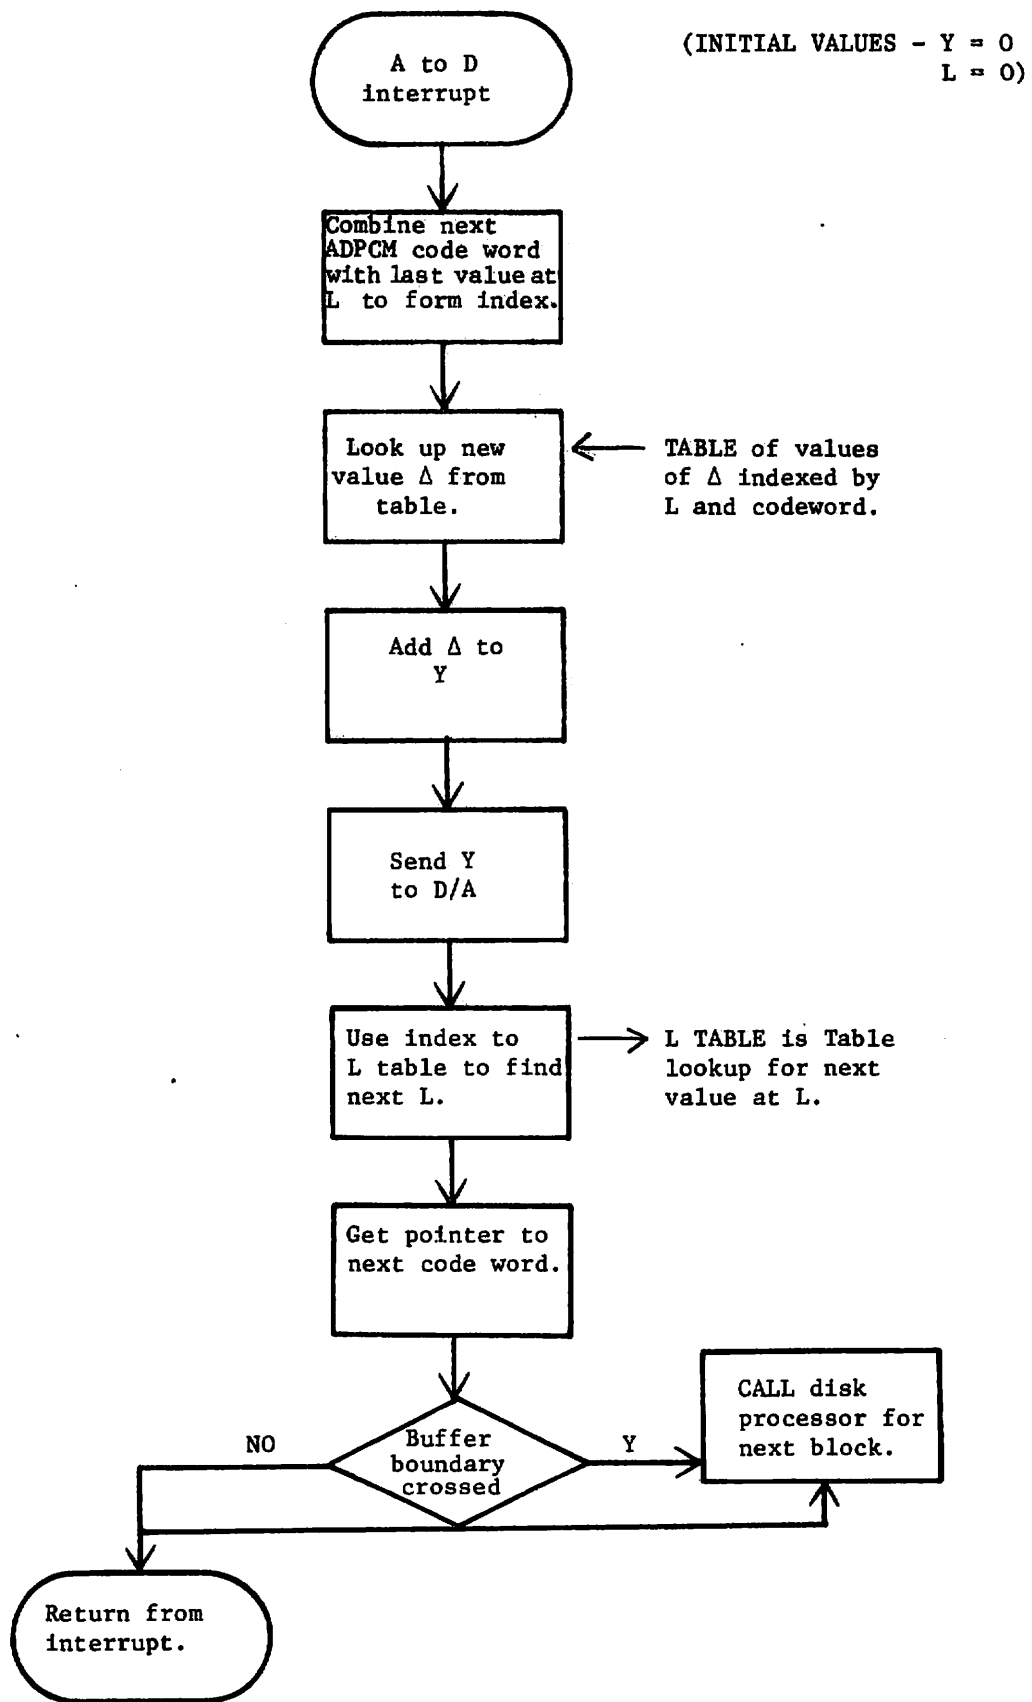 (INITIAL VALUES - Y = 0
L = 0)
A to D
interrupt
Combine next
ADPCM code word
with last value at
L to form index.
Look up new
value Δ from
table.
TABLE of values
of Δ indexed by
L and codeword.
Add Δ to
Y
Send Y
to D/A
Use index to
L table to find
next L.
L TABLE is Table
lookup for next
value at L.
Get pointer to
next code word.
Buffer
boundary
crossed
NO
Y
CALL disk
processor for
next block.
Return from
interrupt.